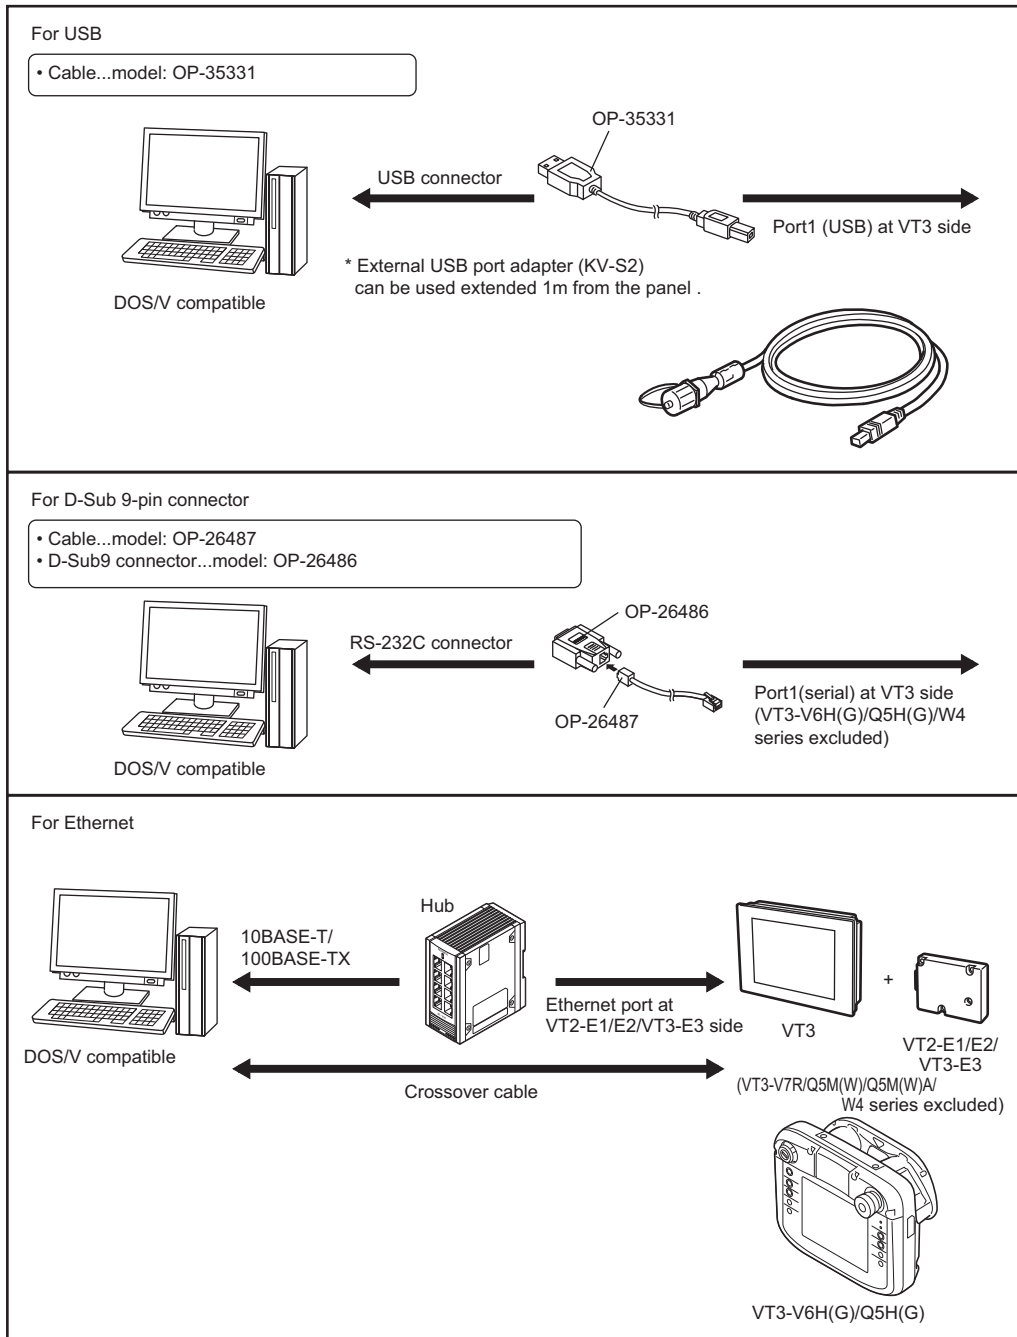 For USB
• Cable...model: OP-35331
OP-35331
USB connector
Port1 (USB) at VT3 side
* External USB port adapter (KV-S2)
can be used extended 1m from the panel .
DOS/V compatible
For D-Sub 9-pin connector
• Cable...model: OP-26487
• D-Sub9 connector...model: OP-26486
OP-26486
RS-232C connector
OP-26487
Port1(serial) at VT3 side
(VT3-V6H(G)/Q5H(G)/W4
series excluded)
DOS/V compatible
For Ethernet
Hub
10BASE-T/
100BASE-TX
Ethernet port at
VT2-E1/E2/VT3-E3 side
VT3
+
VT2-E1/E2/
VT3-E3
DOS/V compatible
Crossover cable
(VT3-V7R/Q5M(W)/Q5M(W)A/
W4 series excluded)
VT3-V6H(G)/Q5H(G)